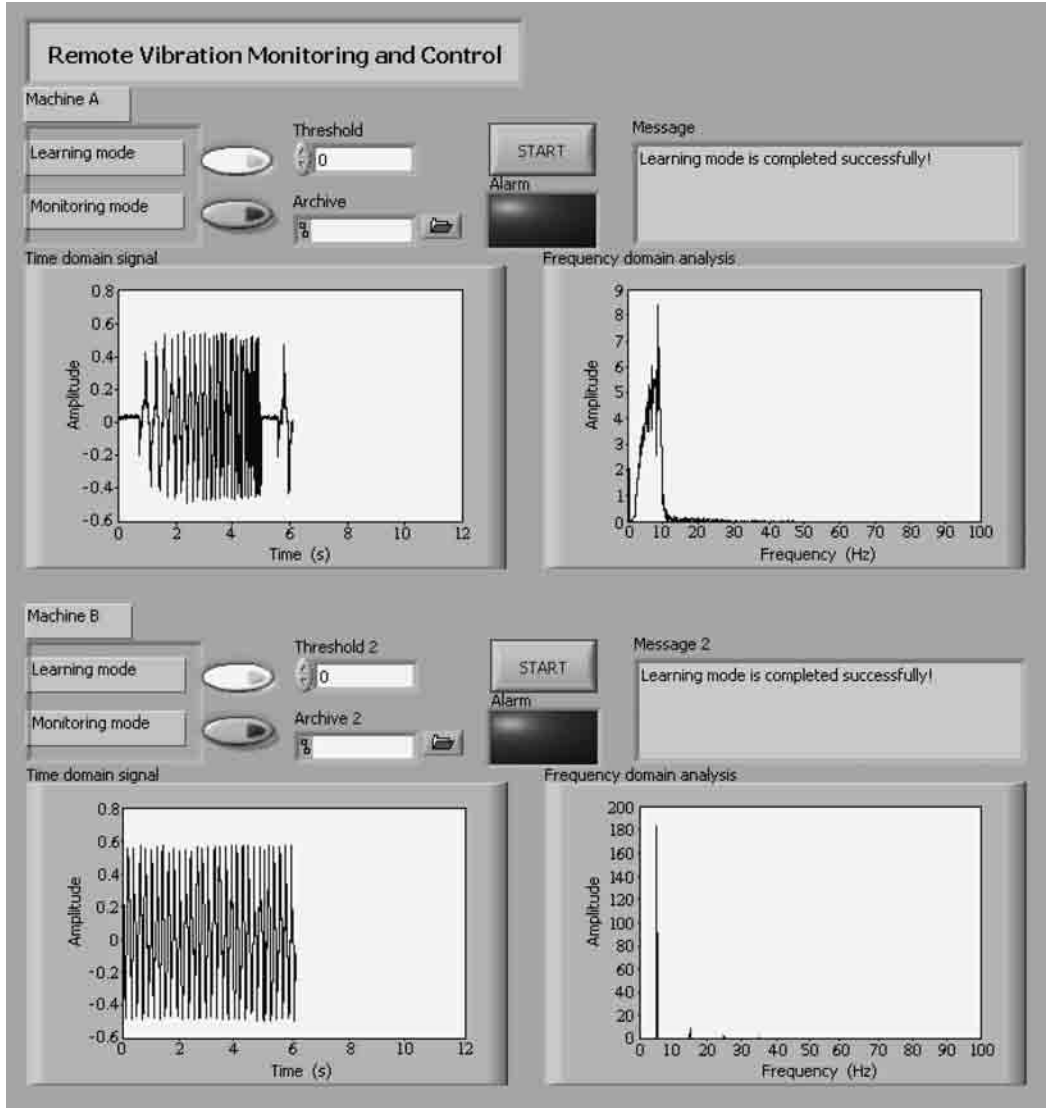 Remote Vibration Monitoring and Control
Machine A
Learning mode
Monitoring mode
Threshold
0
Archive
START
Alarm
Message
Learning mode is completed successfully!
Time domain signal
Amplitude
0.8
0.6
0.4
0.2
0
-0.2
-0.4
-0.6
0 2 4 6 8 10 12
Time (s)
Frequency domain analysis
Amplitude
9
8
7
6
5
4
3
2
1
0
0 10 20 30 40 50 60 70 80 90 100
Frequency (Hz)
Machine B
Learning mode
Monitoring mode
Threshold 2
0
Archive 2
START
Alarm
Message 2
Learning mode is completed successfully!
Time domain signal
Amplitude
0.8
0.6
0.4
0.2
0
-0.2
-0.4
-0.6
0 2 4 6 8 10 12
Time (s)
Frequency domain analysis
Amplitude
200
180
160
140
120
100
80
60
40
20
0
0 10 20 30 40 50 60 70 80 90 100
Frequency (Hz)